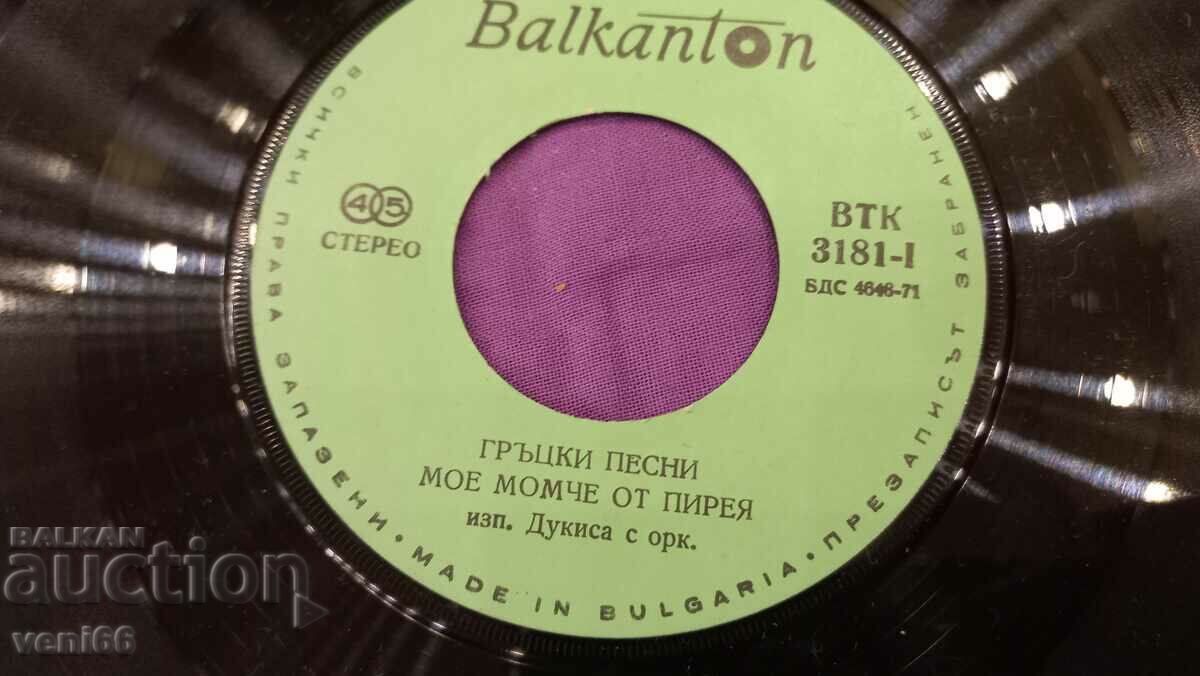 Balkanton
45
СТЕРЕО
ВТК
3181-I
БДС 4646-71
ГРЪЦКИ ПЕСНИ
МОЕ МОМЧЕ ОТ ПИРЕЯ
изп. Дукиса с орк.
ВСИЧКИ ПРАВА ЗАПАЗЕНИ • MADE IN BULGARIA • ПРЕЗАПИСЪТ ЗАБРАНЕН
BALKAN
auction
veni66